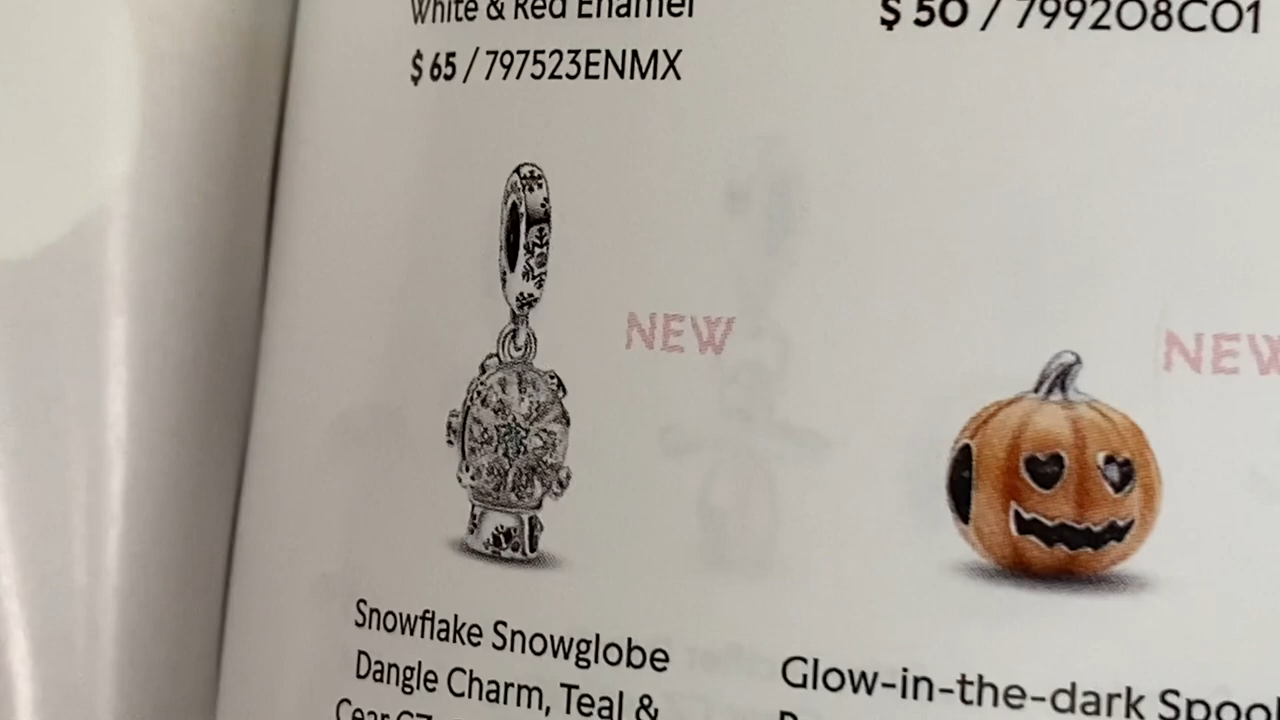 White & Red Enamel
$ 65 / 797523ENMX
$ 50 / 799208C01
NEW
NEW
Snowflake Snowglobe
Dangle Charm, Teal &
Glow-in-the-dark